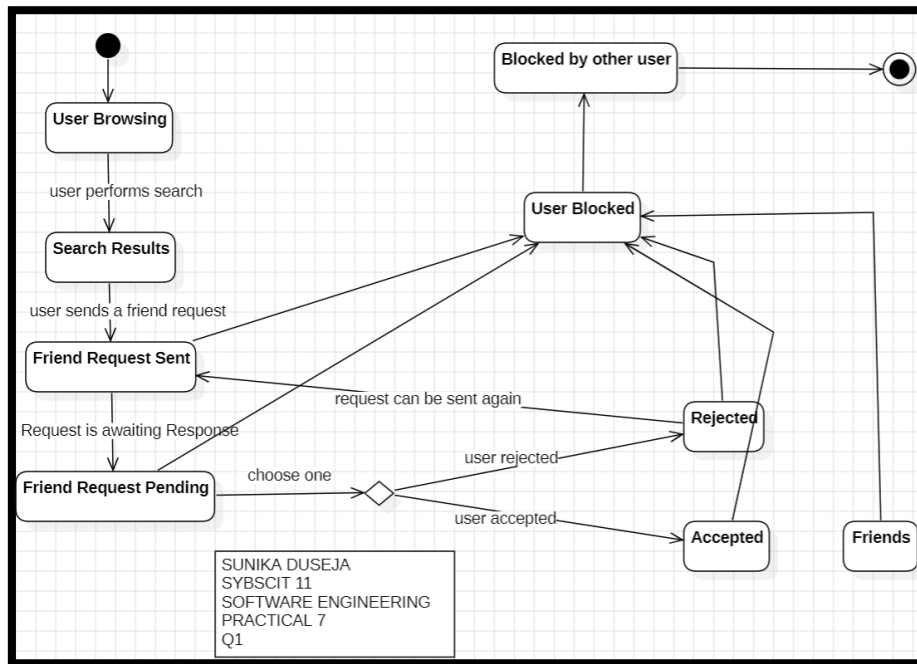 Blocked by other user
User Browsing
user performs search
User Blocked
Search Results
user sends a friend request
Friend Request Sent
request can be sent again
Rejected
Request is awaiting Response
user rejected
choose one
Friend Request Pending
user accepted
Accepted
Friends
SUNIKA DUSEJA
SYBSCIT 11
SOFTWARE ENGINEERING
PRACTICAL 7
Q1